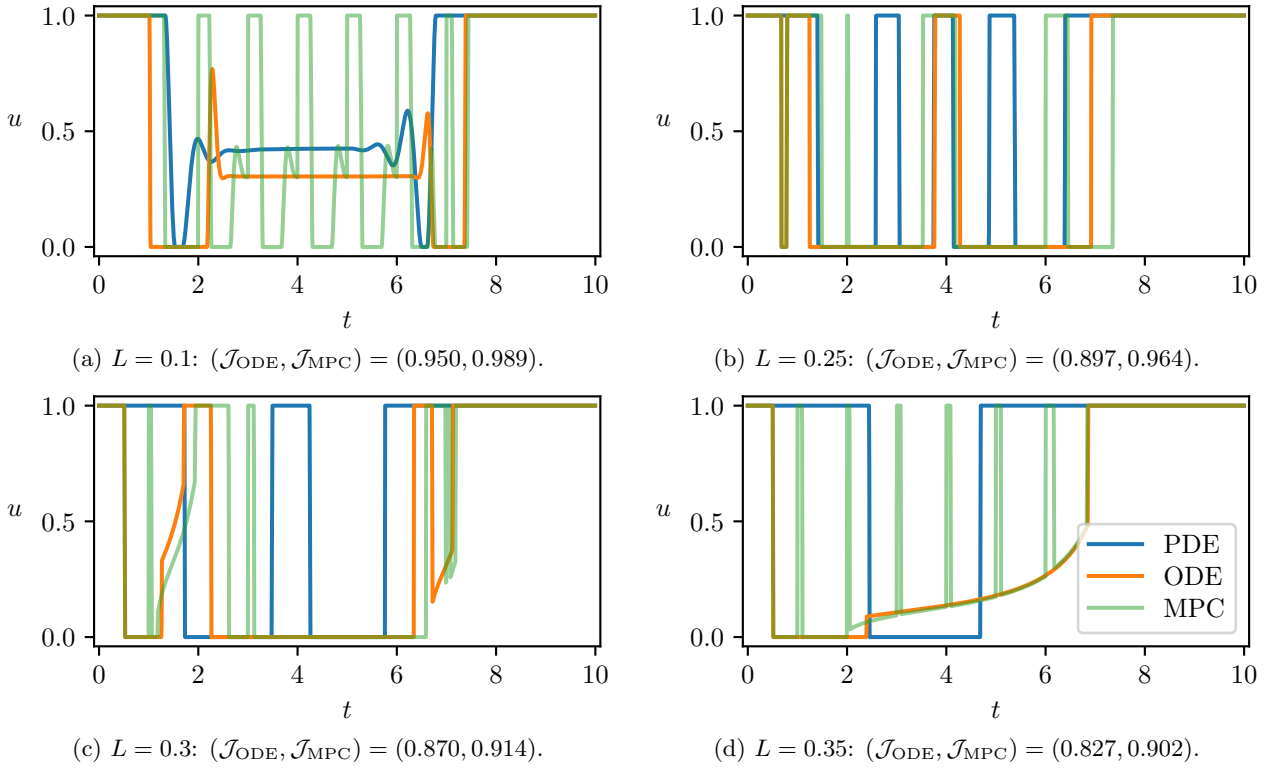 1.0
0.5
0.0
u
0 2 4 6 8 10
t
(a) L = 0.1: (𝒥ODE, 𝒥MPC) = (0.950, 0.989).
1.0
0.5
0.0
u
0 2 4 6 8 10
t
(b) L = 0.25: (𝒥ODE, 𝒥MPC) = (0.897, 0.964).
1.0
0.5
0.0
u
0 2 4 6 8 10
t
(c) L = 0.3: (𝒥ODE, 𝒥MPC) = (0.870, 0.914).
1.0
0.5
0.0
u
PDE
ODE
MPC
0 2 4 6 8 10
t
(d) L = 0.35: (𝒥ODE, 𝒥MPC) = (0.827, 0.902).